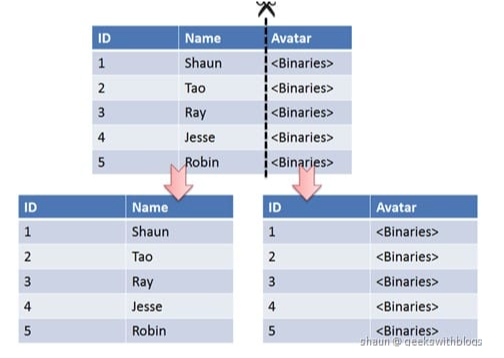 ID Name Avatar
1 Shaun <Binaries>
2 Tao <Binaries>
3 Ray <Binaries>
4 Jesse <Binaries>
5 Robin <Binaries>
ID Name
1 Shaun
2 Tao
3 Ray
4 Jesse
5 Robin
ID Avatar
1 <Binaries>
2 <Binaries>
3 <Binaries>
4 <Binaries>
5 <Binaries>
shaun @ geekswithblogs